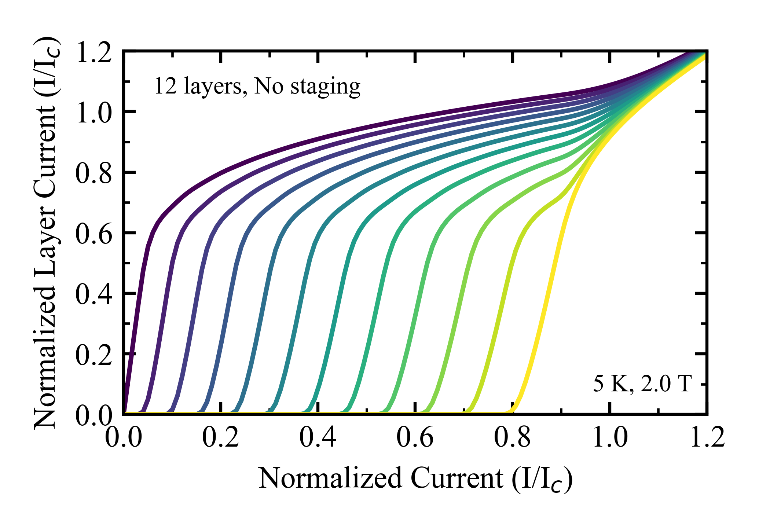 Normalized Layer Current (I/I_c)
1.2
1.0
0.8
0.6
0.4
0.2
0.0
12 layers, No staging
5 K, 2.0 T
0.0 0.2 0.4 0.6 0.8 1.0 1.2
Normalized Current (I/I_c)